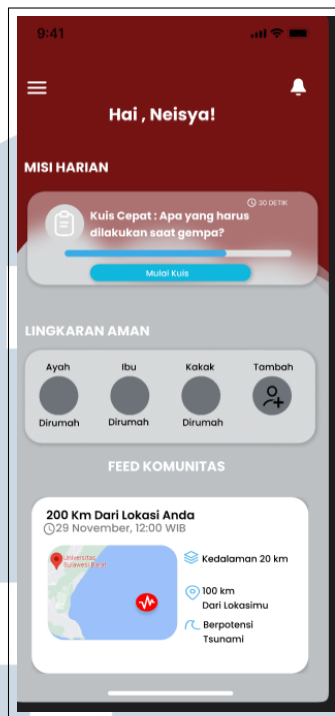 9:41
Hai , Neisya!
MISI HARIAN
30 DETIK
Kuis Cepat : Apa yang harus
dilakukan saat gempa?
Mulai Kuis
LINGKARAN AMAN
Ayah Ibu Kakak Tambah
Dirumah Dirumah Dirumah
FEED KOMUNITAS
200 Km Dari Lokasi Anda
29 November, 12:00 WIB
Universitas
Sulawesi Barat
Kedalaman 20 km
100 km
Dari Lokasimu
Berpotensi
Tsunami